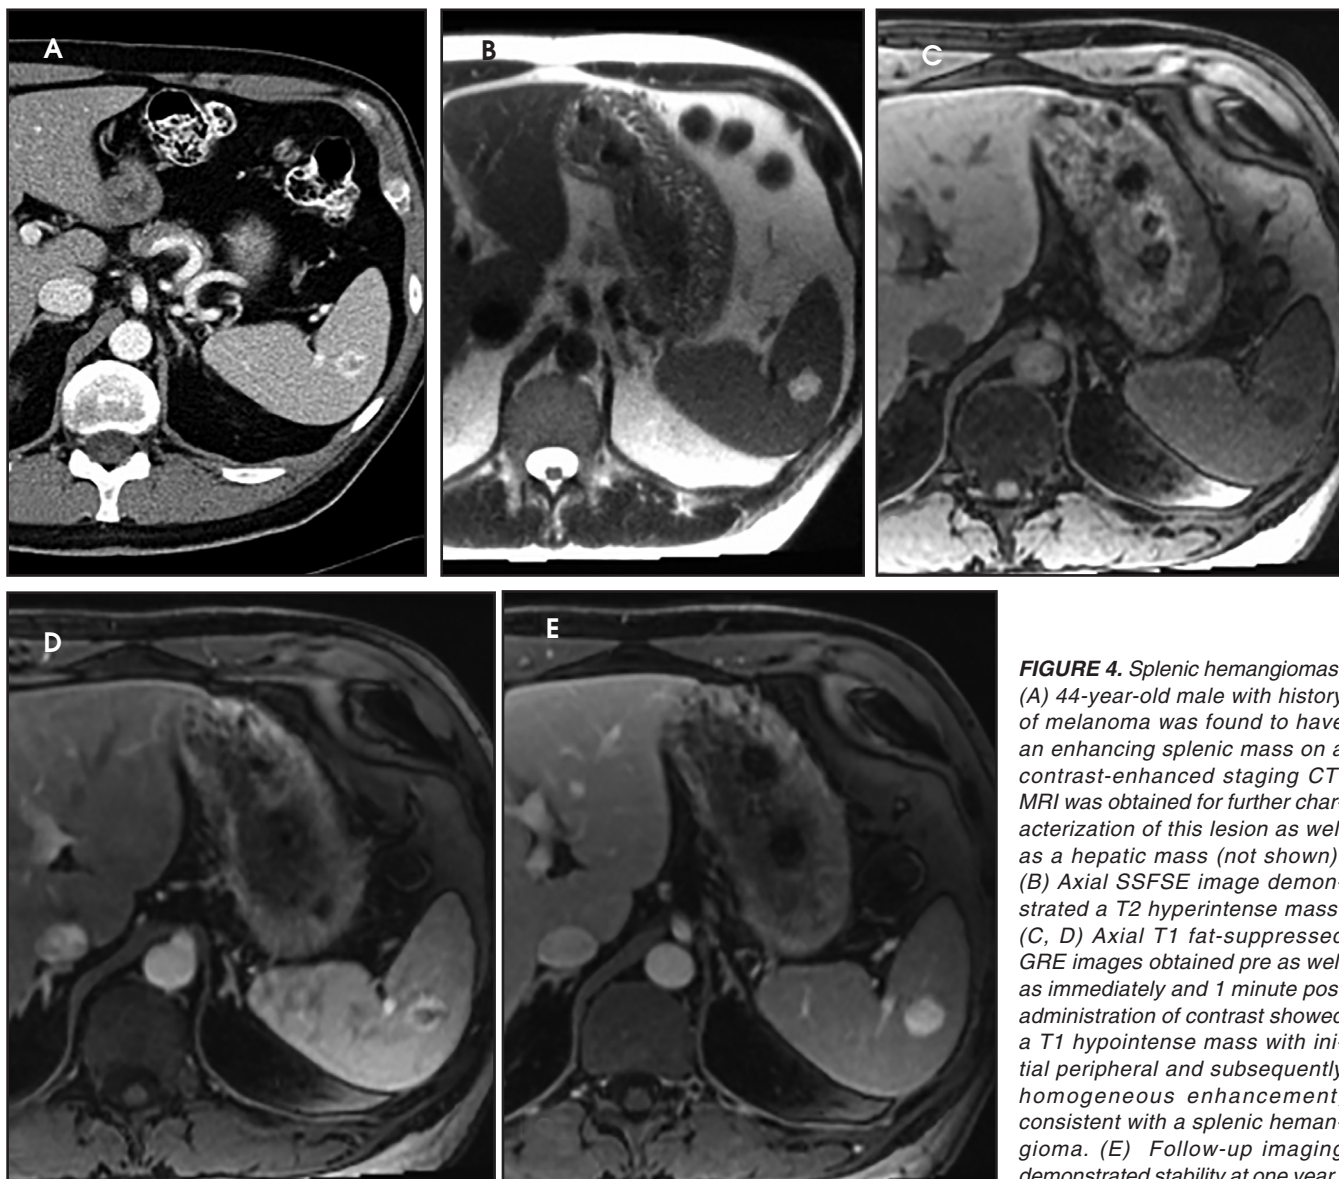 A
B
C
D
E
FIGURE 4. Splenic hemangiomas.
(A) 44-year-old male with history
of melanoma was found to have
an enhancing splenic mass on a
contrast-enhanced staging CT.
MRI was obtained for further char-
acterization of this lesion as well
as a hepatic mass (not shown).
(B) Axial SSFSE image demon-
strated a T2 hyperintense mass.
(C, D) Axial T1 fat-suppressed
GRE images obtained pre as well
as immediately and 1 minute post
administration of contrast showed
a T1 hypointense mass with ini-
tial peripheral and subsequently
homogeneous enhancement,
consistent with a splenic heman-
gioma. (E) Follow-up imaging
demonstrated stability at one year.